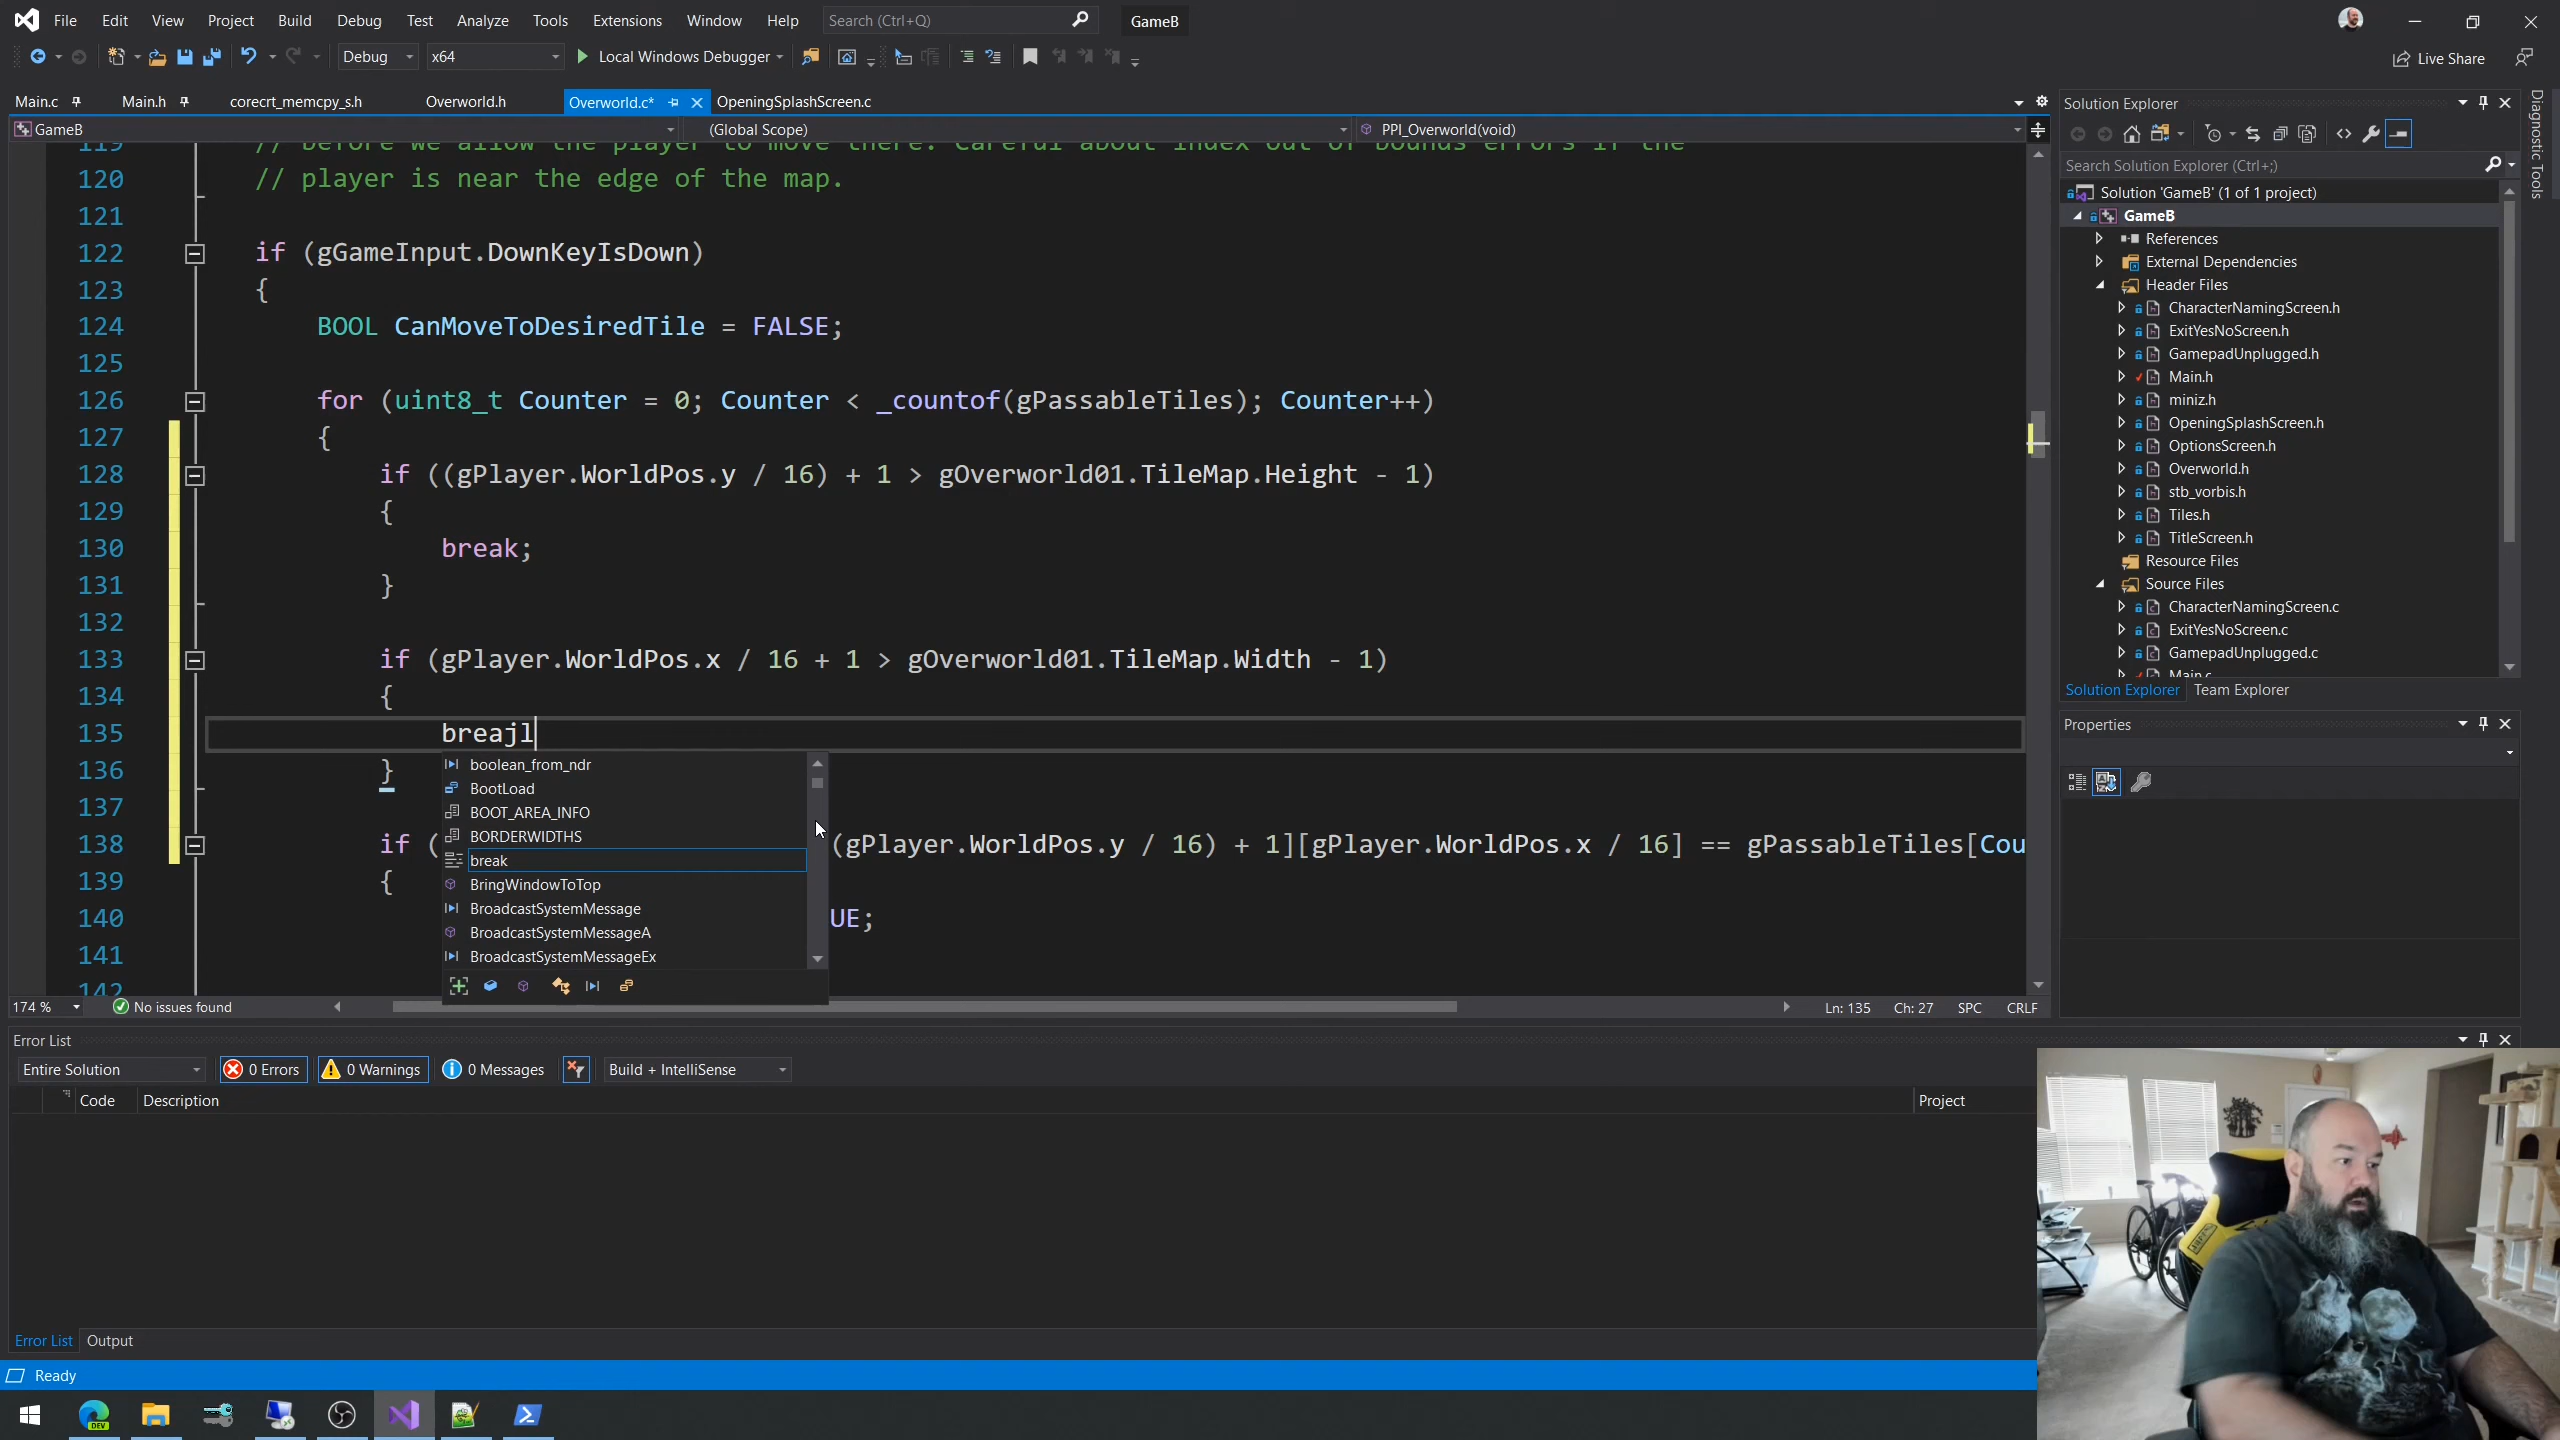 File Edit View Project Build Debug Test Analyze Tools Extensions Window Help Search (Ctrl+Q) GameB
Debug x64 Local Windows Debugger Live Share
Main.c Main.h corecrt_memcpy_s.h Overworld.h Overworld.c* OpeningSplashScreen.c
GameB (Global Scope) PPI_Overworld(void)
119 // before we allow the player to move there. Careful about index out of bounds errors if the
120 // player is near the edge of the map.
121
122 if (gGameInput.DownKeyIsDown)
123 {
124 BOOL CanMoveToDesiredTile = FALSE;
125
126 for (uint8_t Counter = 0; Counter < _countof(gPassableTiles); Counter++)
127 {
128 if ((gPlayer.WorldPos.y / 16) + 1 > gOverworld01.TileMap.Height - 1)
129 {
130 break;
131 }
132
133 if (gPlayer.WorldPos.x / 16 + 1 > gOverworld01.TileMap.Width - 1)
134 {
135 breajl
136 }
137
138 if ( (gPlayer.WorldPos.y / 16) + 1][gPlayer.WorldPos.x / 16] == gPassableTiles[Cou
139 {
140 UE;
141
142
boolean_from_ndr
BootLoad
BOOT_AREA_INFO
BORDERWIDTHS
break
BringWindowToTop
BroadcastSystemMessage
BroadcastSystemMessageA
BroadcastSystemMessageEx
174 % No issues found Ln: 135 Ch: 27 SPC CRLF
Error List
Entire Solution 0 Errors 0 Warnings 0 Messages Build + IntelliSense
Code Description Project
Error List Output
Ready
Solution Explorer
Search Solution Explorer (Ctrl+;)
Solution 'GameB' (1 of 1 project)
GameB
References
External Dependencies
Header Files
CharacterNamingScreen.h
ExitYesNoScreen.h
GamepadUnplugged.h
Main.h
miniz.h
OpeningSplashScreen.h
OptionsScreen.h
Overworld.h
stb_vorbis.h
Tiles.h
TitleScreen.h
Resource Files
Source Files
CharacterNamingScreen.c
ExitYesNoScreen.c
GamepadUnplugged.c
Main.c
Solution Explorer Team Explorer
Properties
Diagnostic Tools
DEV